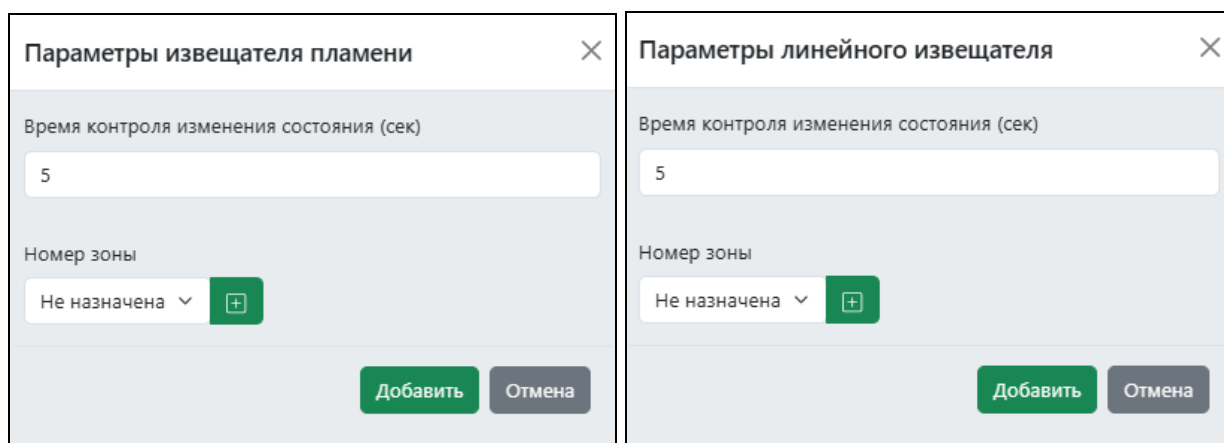 Параметры извещателя пламени
Время контроля изменения состояния (сек)
5
Номер зоны
Не назначена
Добавить
Отмена
Параметры линейного извещателя
Время контроля изменения состояния (сек)
5
Номер зоны
Не назначена
Добавить
Отмена